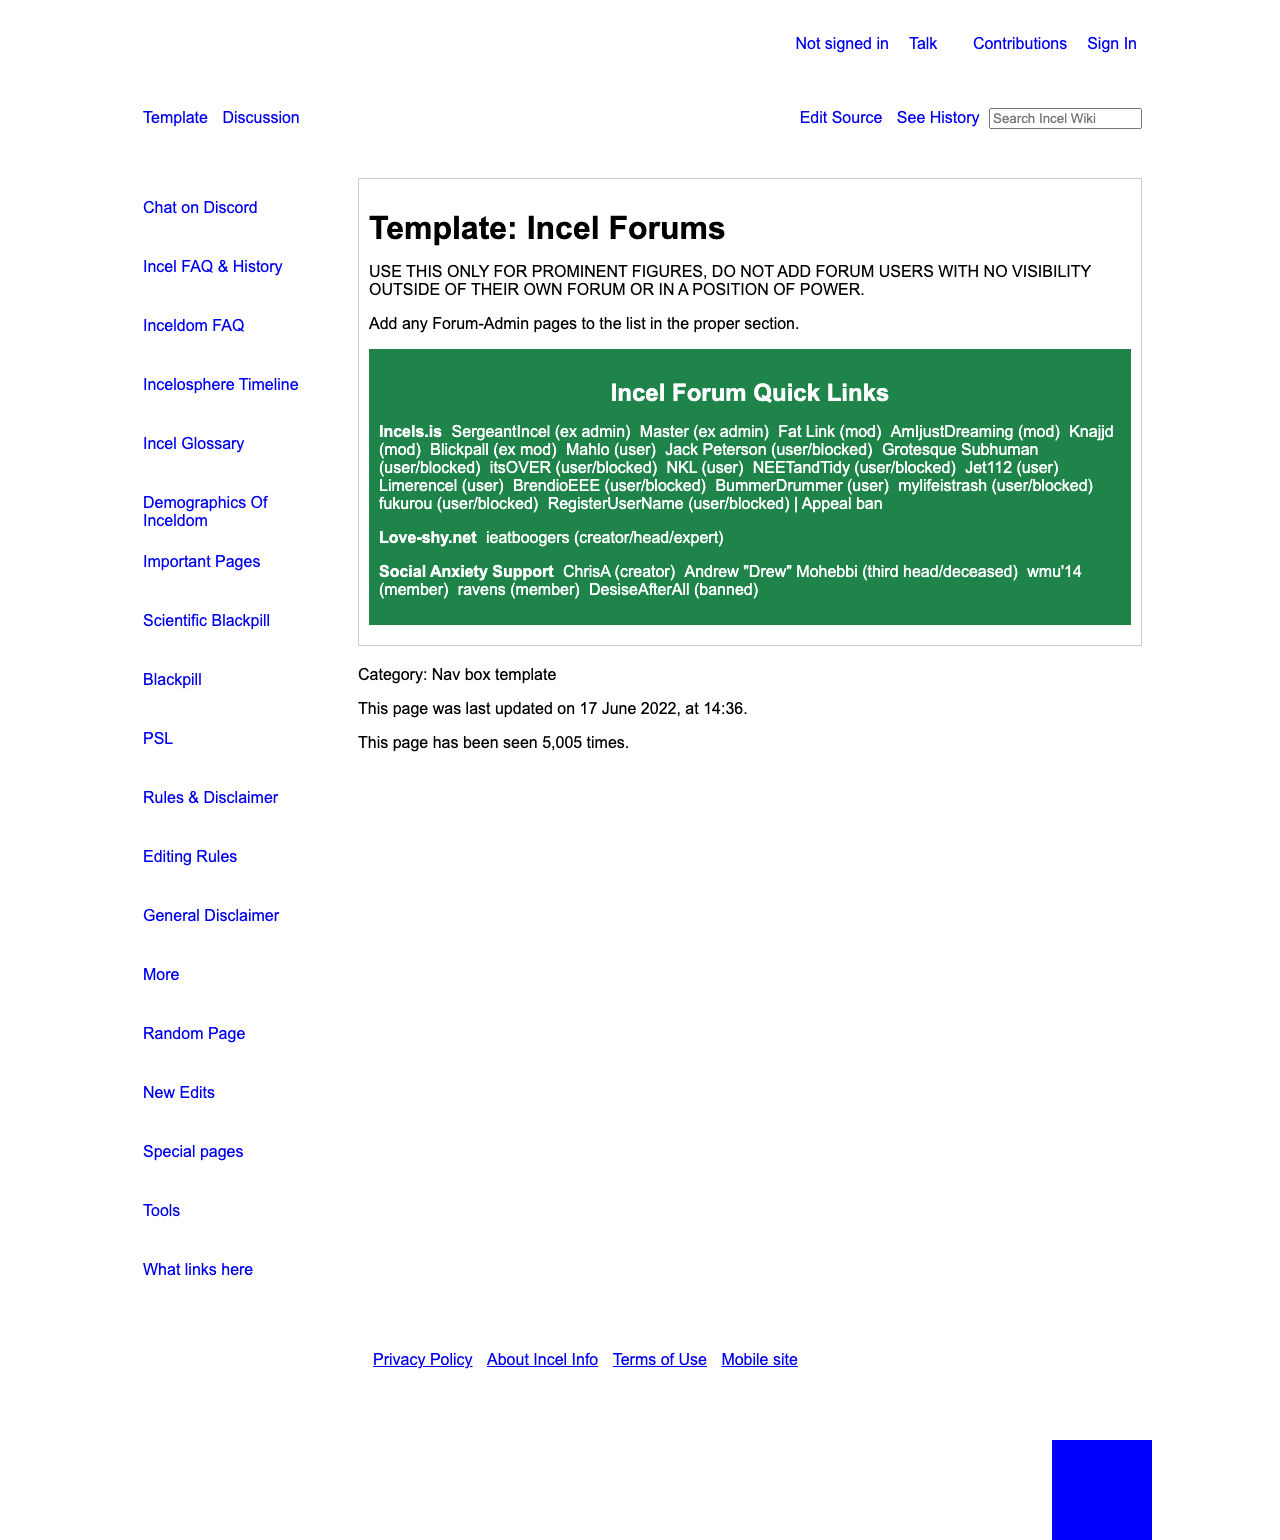 Not signed in Talk Contributions Sign In
Template Discussion Edit Source See History Search Incel Wiki
Chat on Discord
Incel FAQ & History
Inceldom FAQ
Incelosphere Timeline
Incel Glossary
Demographics Of
Inceldom
Important Pages
Scientific Blackpill
Blackpill
PSL
Rules & Disclaimer
Editing Rules
General Disclaimer
More
Random Page
New Edits
Special pages
Tools
What links here
Template: Incel Forums
USE THIS ONLY FOR PROMINENT FIGURES, DO NOT ADD FORUM USERS WITH NO VISIBILITY
OUTSIDE OF THEIR OWN FORUM OR IN A POSITION OF POWER.
Add any Forum-Admin pages to the list in the proper section.
Incel Forum Quick Links
Incels.is SergeantIncel (ex admin) Master (ex admin) Fat Link (mod) AmIjustDreaming (mod) Knajjd
(mod) Blickpall (ex mod) Mahlo (user) Jack Peterson (user/blocked) Grotesque Subhuman
(user/blocked) itsOVER (user/blocked) NKL (user) NEETandTidy (user/blocked) Jet112 (user)
Limerencel (user) BrendioEEE (user/blocked) BummerDrummer (user) mylifeistrash (user/blocked)
fukurou (user/blocked) RegisterUserName (user/blocked) | Appeal ban
Love-shy.net ieatboogers (creator/head/expert)
Social Anxiety Support ChrisA (creator) Andrew "Drew" Mohebbi (third head/deceased) wmu'14
(member) ravens (member) DesiseAfterAll (banned)
Category: Nav box template
This page was last updated on 17 June 2022, at 14:36.
This page has been seen 5,005 times.
Privacy Policy About Incel Info Terms of Use Mobile site